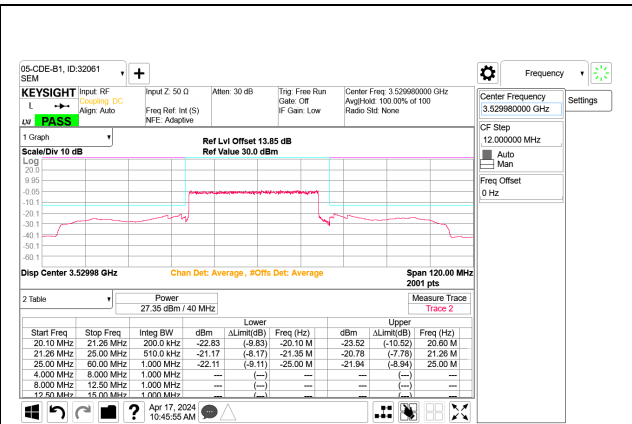 05-CDE-B1, ID:32061
SEM
Frequency
KEYSIGHT
L
PASS
Input: RF
Coupling: DC
Align: Auto
Input Z: 50 Ω
Freq Ref: Int (S)
NFE: Adaptive
Atten: 30 dB
Trig: Free Run
Gate: Off
IF Gain: Low
Center Freq: 3.529980000 GHz
Avg|Hold: 100.00% of 100
Radio Std: None
Center Frequency
3.529980000 GHz
Settings
CF Step
12.000000 MHz
Auto
Man
Freq Offset
0 Hz
1 Graph
Scale/Div 10 dB
Ref Lvl Offset 13.85 dB
Ref Value 30.0 dBm
Log
20.0
9.95
-0.05
-10.1
-20.1
-30.1
-40.1
-50.1
-60.1
Disp Center 3.52998 GHz
Chan Det: Average, #Offs Det: Average
Span 120.00 MHz
2001 pts
2 Table
Power
27.35 dBm / 40 MHz
Measure Trace
Trace 2
Lower Upper
Start Freq Stop Freq Integ BW dBm ΔLimit(dB) Freq (Hz) dBm ΔLimit(dB) Freq (Hz)
20.10 MHz 21.26 MHz 200.0 kHz -22.83 (-9.83) -20.10 M -23.52 (-10.52) 20.60 M
21.26 MHz 25.00 MHz 510.0 kHz -21.17 (-8.17) -21.35 M -20.78 (-7.78) 21.26 M
25.00 MHz 60.00 MHz 1.000 MHz -22.11 (-9.11) -25.00 M -21.94 (-8.94) 25.00 M
4.000 MHz 8.000 MHz 1.000 MHz --- (---) --- --- (---) ---
8.000 MHz 12.50 MHz 1.000 MHz --- (---) --- --- (---) ---
12.50 MHz 15.00 MHz 1.000 MHz --- (---) --- --- (---) ---
Apr 17, 2024
10:45:55 AM